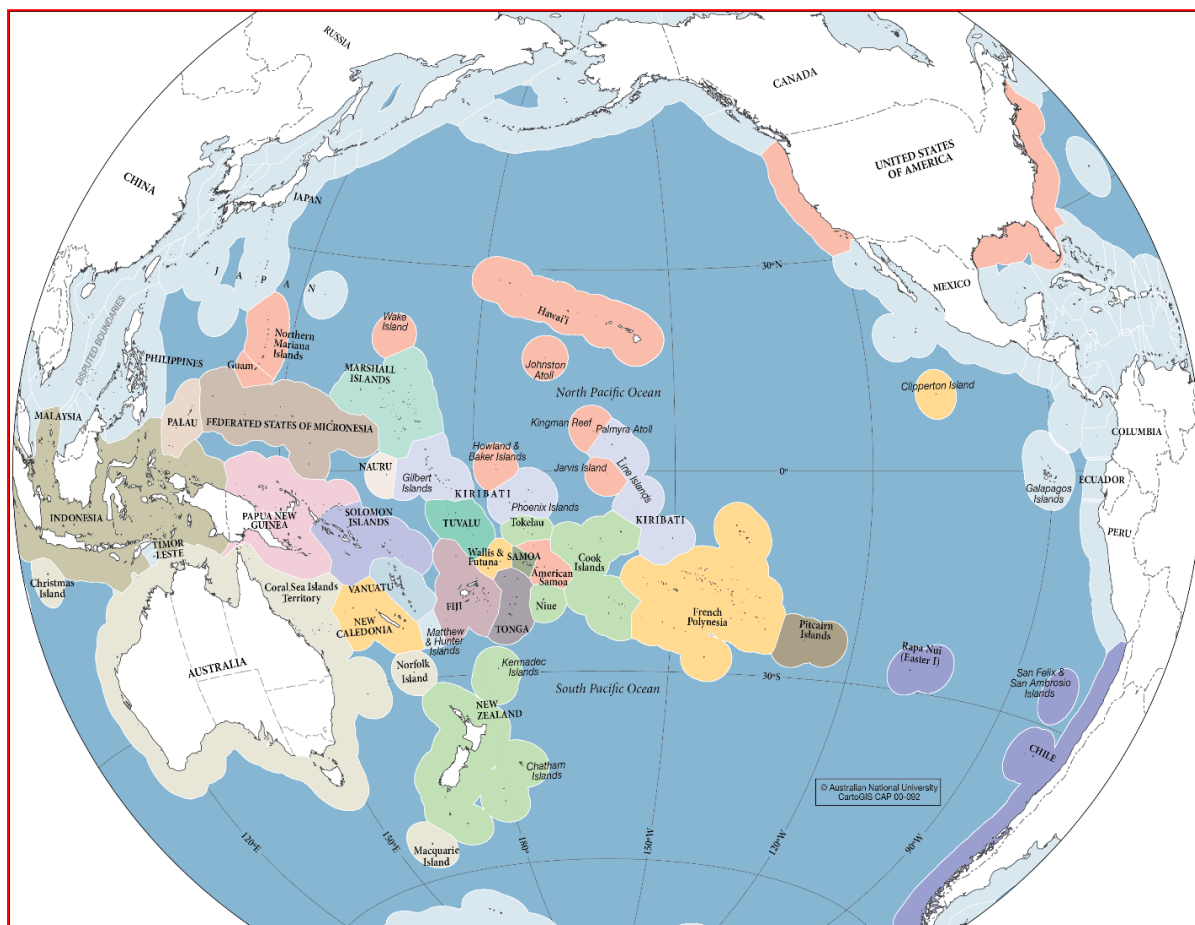 RUSSIA
CANADA
UNITED STATES
OF AMERICA
CHINA
JAPAN
J A P A N
30°N
MEXICO
DISPUTED BOUNDARIES
Northern
Mariana
Islands
Wake
Island
Hawai'i
PHILIPPINES
Guam
MARSHALL
ISLANDS
Johnston
Atoll
North Pacific Ocean
Clipperton Island
MALAYSIA
PALAU
FEDERATED STATES OF MICRONESIA
Kingman Reef
Palmyra Atoll
COLUMBIA
NAURU
Gilbert
Islands
Howland &
Baker Islands
Jarvis Island
Line Islands
0°
Galapagos
Islands
ECUADOR
KIRIBATI
Phoenix Islands
INDONESIA
PAPUA NEW
GUINEA
SOLOMON
ISLANDS
TUVALU
Tokelau
KIRIBATI
PERU
TIMOR
LESTE
Wallis &
Futuna
SAMOA
American
Samoa
Cook
Islands
Christmas
Island
Coral Sea Islands
Territory
VANUATU
FIJI
Niue
French
Polynesia
NEW
CALEDONIA
TONGA
Pitcairn
Islands
Matthew
& Hunter
Islands
AUSTRALIA
Norfolk
Island
Kermadec
Islands
30°S
Rapa Nui
(Easter I)
South Pacific Ocean
San Felix &
San Ambrosio
Islands
NEW
ZEALAND
CHILE
Chatham
Islands
© Australian National University
CartoGIS CAP 00-092
Macquarie
Island
120°E
150°E
180°
150°W
120°W
90°W